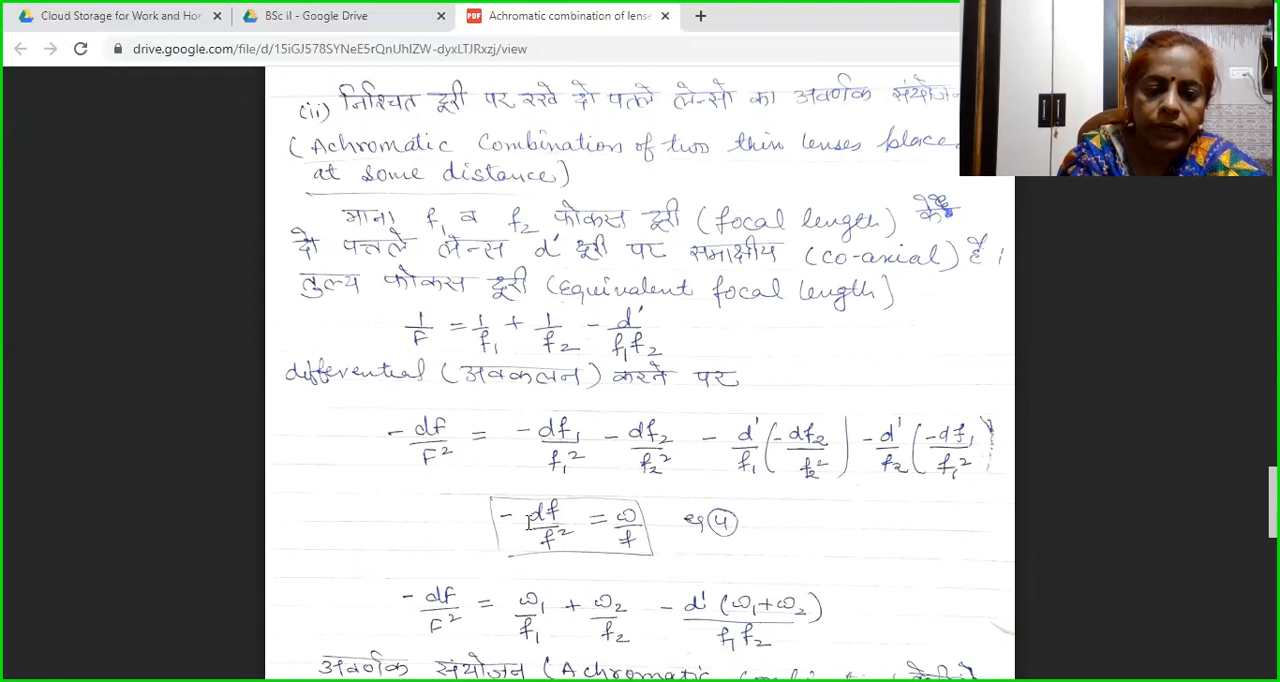 Cloud Storage for Work and Hor
BSc iI - Google Drive
Achromatic combination of lense
drive.google.com/file/d/15iGJ578SYNeE5rQnUhIZW-dyxLTJRxzj/view
(ii) निश्चित दूरी पर रखे दो पतले लेन्सो का अवर्णक संयोजन
(Achromatic Combination of two thin lenses place
at some distance)
माना f₁ व f₂ फोकस दूरी (focal length) के
दो पतले लेन्स d' दूरी पर समाक्षीय (co-axial) है।
तुल्य फोकस दूरी (Equivalent focal length)
1/F = 1/f₁ + 1/f₂ - d'/f₁f₂
differential (अवकलन) करने पर
-df/F² = -df₁/f₁² - df₂/f₂² - d'/f₁(-df₂/f₂²) - d'/f₂(-df₁/f₁²)
-df/f² = ω/f eq ④
-df/F² = ω₁/f₁ + ω₂/f₂ - d'(ω₁+ω₂)/f₁f₂
अवर्णक संयोजन (Achromatic